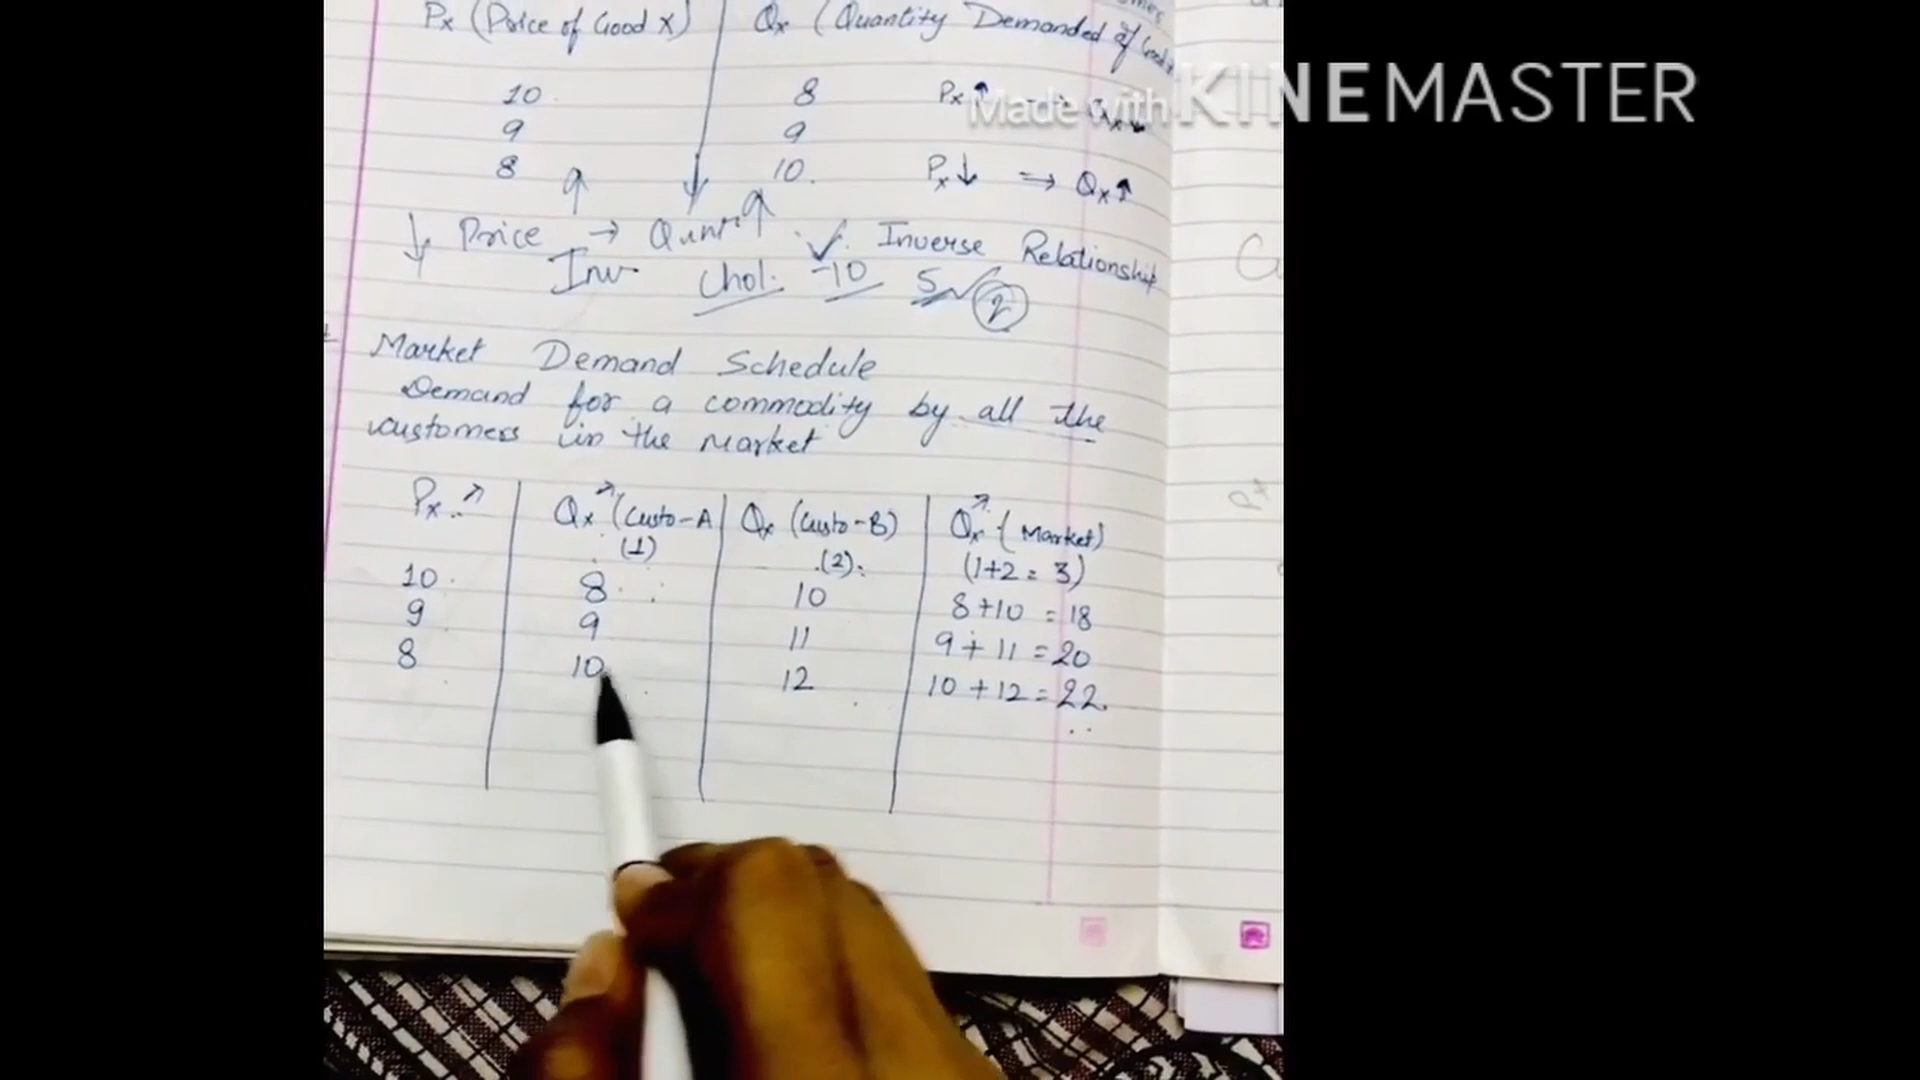 Px (Price of Good X) Qx (Quantity Demanded of Good
10 8 Px↑
9 9
8 10. Px↓ ⇒ Qx↑
Made with KINEMASTER
↓ Price → Qunt ↑ ✓ Inverse Relationship
Inv Chol. -10 5 2
Market Demand Schedule
Demand for a commodity by all the
customers in the market
Px Qx (Custo-A Qx (Custo-B) Qx (Market)
(1) (2) (1+2=3)
10 8 10 8+10 = 18
9 9 11 9+11 = 20
8 10 12 10+12=22